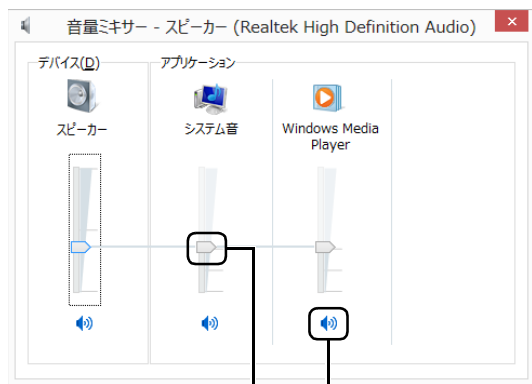 音量ミキサー - スピーカー (Realtek High Definition Audio)
デバイス(D)
アプリケーション
スピーカー
システム音
Windows Media
Player